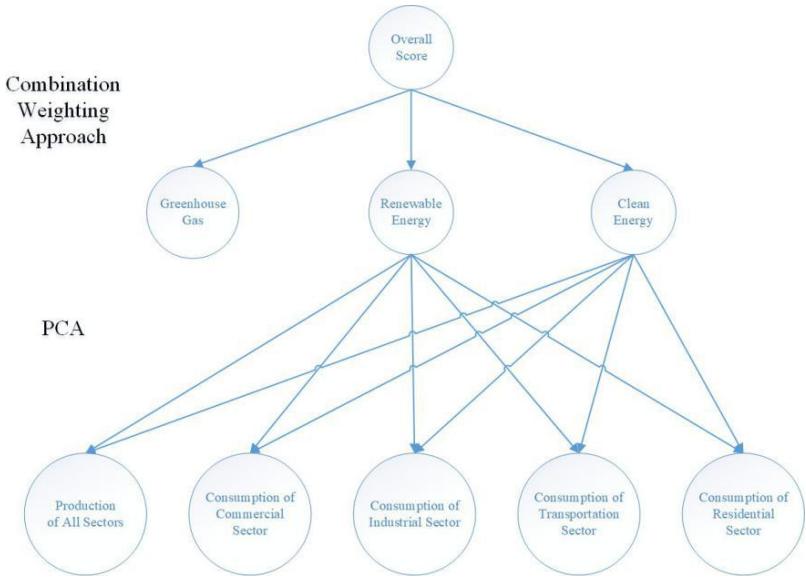 Overall
Score
Combination
Weighting
Approach
Greenhouse
Gas
Renewable
Energy
Clean
Energy
PCA
Production
of All Sectors
Consumption of
Commercial
Sector
Consumption of
Industrial Sector
Consumption of
Transportation
Sector
Consumption of
Residential
Sector